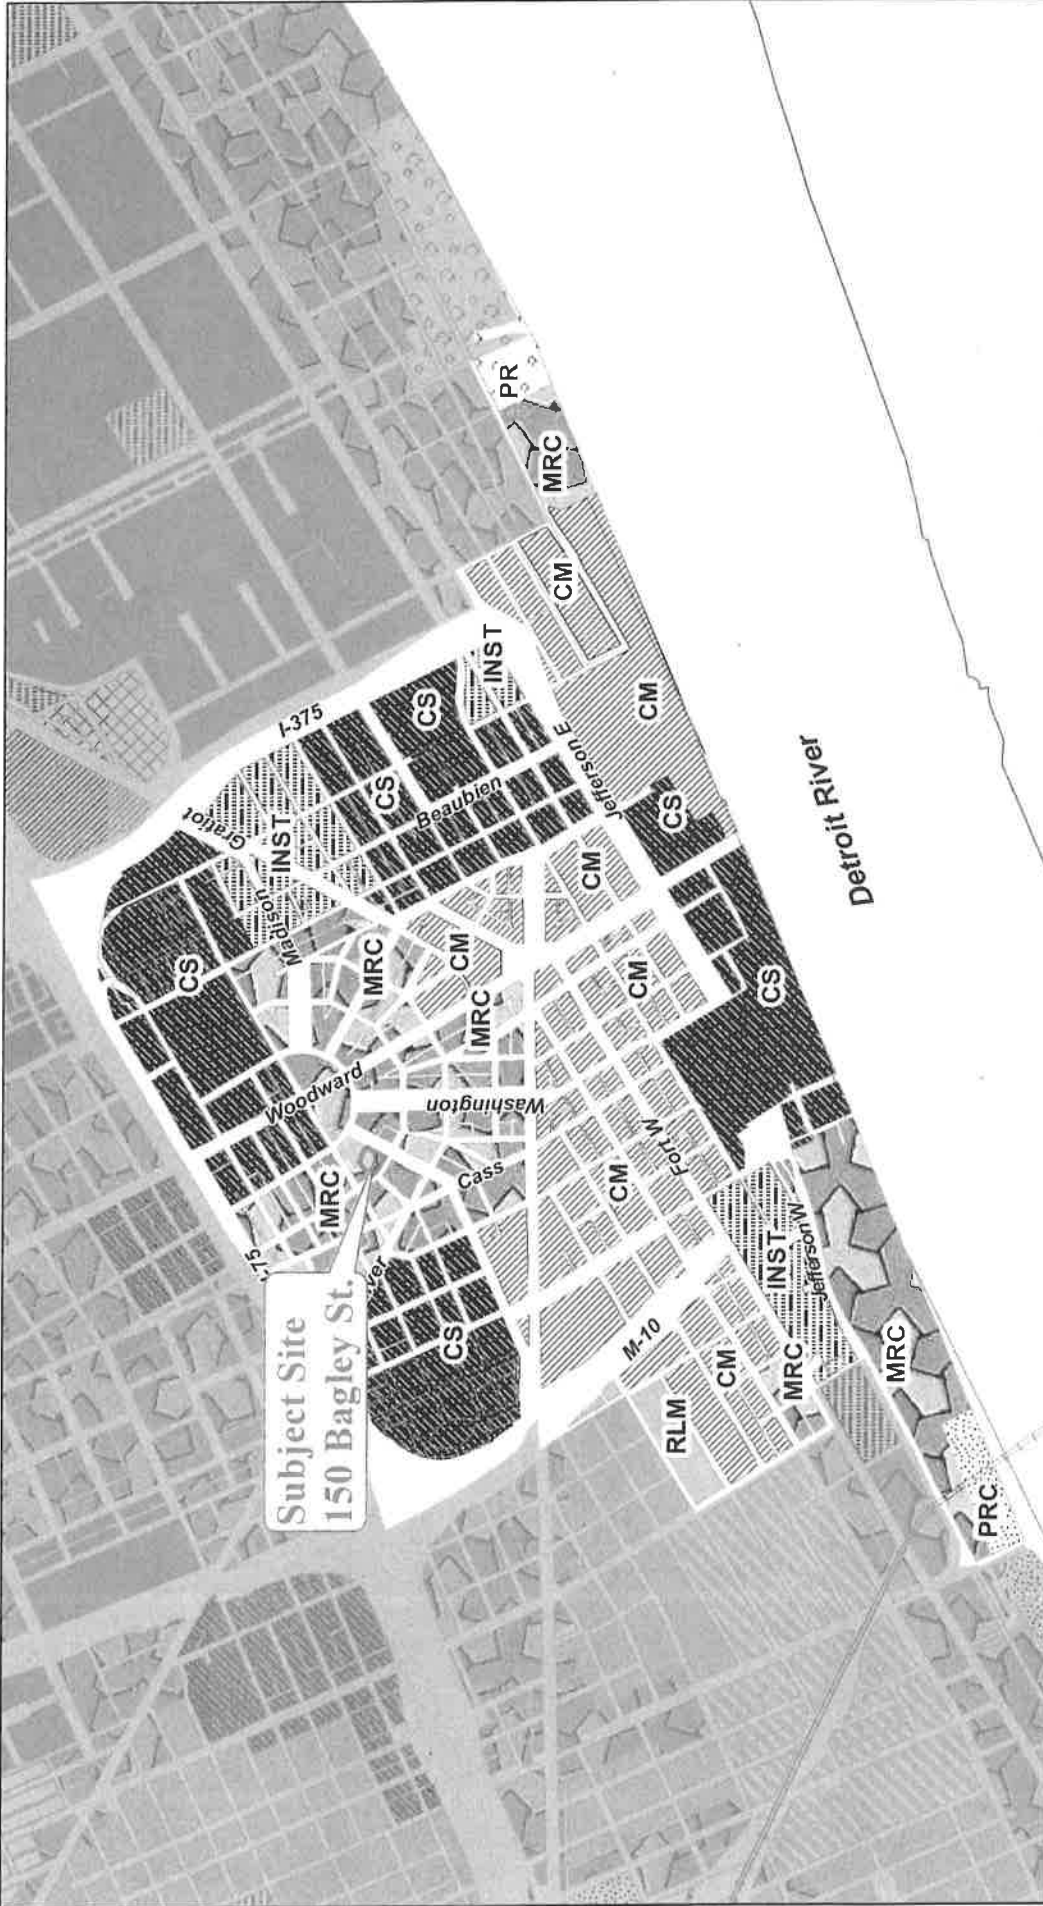 Subject Site
150 Bagley St.
I-75
I-375
Gratiot
Madison
INST
CS
CS
CS
Beaubien
INST
Jefferson E
CM
CM
MRC
PR
CS
CM
CS
MRC
CM
MRC
Woodward
Washington
Cass
MRC
CM
CM
Fort W
CS
M-10
CM
RLM
MRC
INST
Jefferson W
MRC
PRC
Detroit River